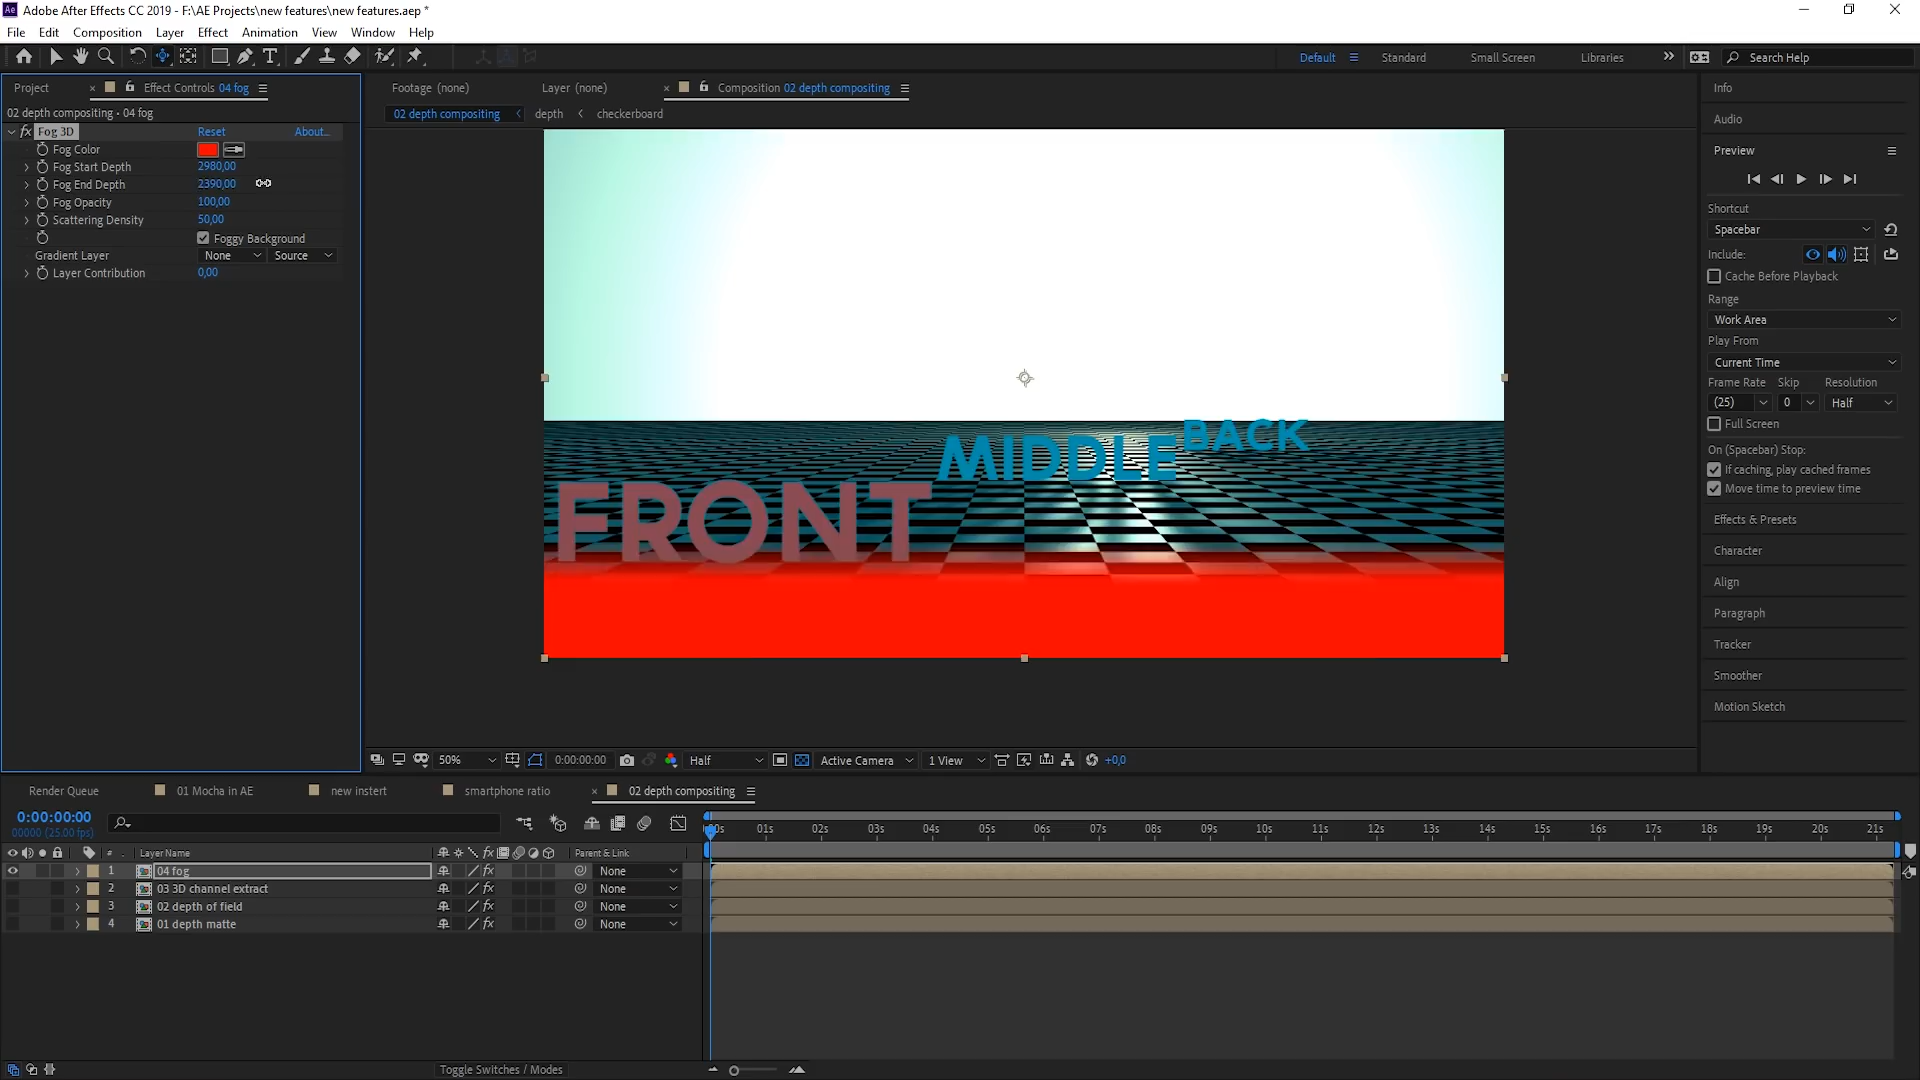 Ae Adobe After Effects CC 2019 - F:\AE Projects\new features\new features.aep *
File Edit Composition Layer Effect Animation View Window Help
Default Standard Small Screen Libraries Search Help
Project Effect Controls 04 fog
02 depth compositing • 04 fog
fx Fog 3D Reset About...
Fog Color
Fog Start Depth 2980,00
Fog End Depth 2390,00
Fog Opacity 100,00
Scattering Density 50,00
Foggy Background
Gradient Layer None Source
Layer Contribution 0,00
Footage (none) Layer (none) Composition 02 depth compositing
02 depth compositing depth checkerboard
BACK
MIDDLE
FRONT
50% 0:00:00:00 Half Active Camera 1 View +0,0
Info
Audio
Preview
Shortcut
Spacebar
Include:
Cache Before Playback
Range
Work Area
Play From
Current Time
Frame Rate Skip Resolution
(25) 0 Half
Full Screen
On (Spacebar) Stop:
If caching, play cached frames
Move time to preview time
Effects & Presets
Character
Align
Paragraph
Tracker
Smoother
Motion Sketch
Render Queue 01 Mocha in AE new instert smartphone ratio 02 depth compositing
0:00:00:00
00000 (25.00 fps)
01s 02s 03s 04s 05s 06s 07s 08s 09s 10s 11s 12s 13s 14s 15s 16s 17s 18s 19s 20s 21s
# Layer Name fx Parent & Link
1 04 fog fx None
2 03 3D channel extract fx None
3 02 depth of field fx None
4 01 depth matte fx None
Toggle Switches / Modes